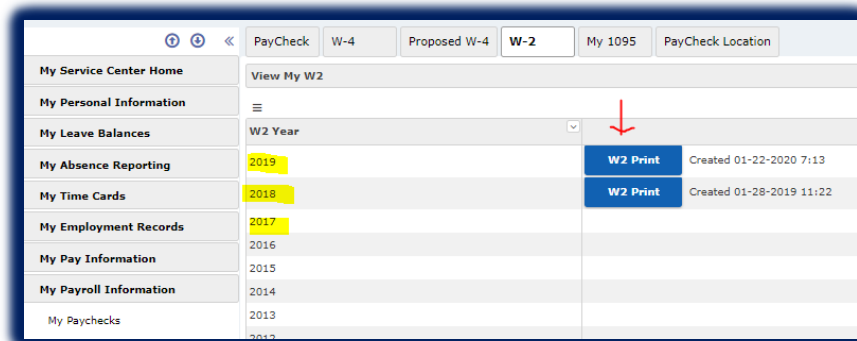 PayCheck W-4 Proposed W-4 W-2 My 1095 PayCheck Location
My Service Center Home
My Personal Information
My Leave Balances
My Absence Reporting
My Time Cards
My Employment Records
My Pay Information
My Payroll Information
My Paychecks
View My W2
W2 Year
2019 W2 Print Created 01-22-2020 7:13
2018 W2 Print Created 01-28-2019 11:22
2017
2016
2015
2014
2013
2012